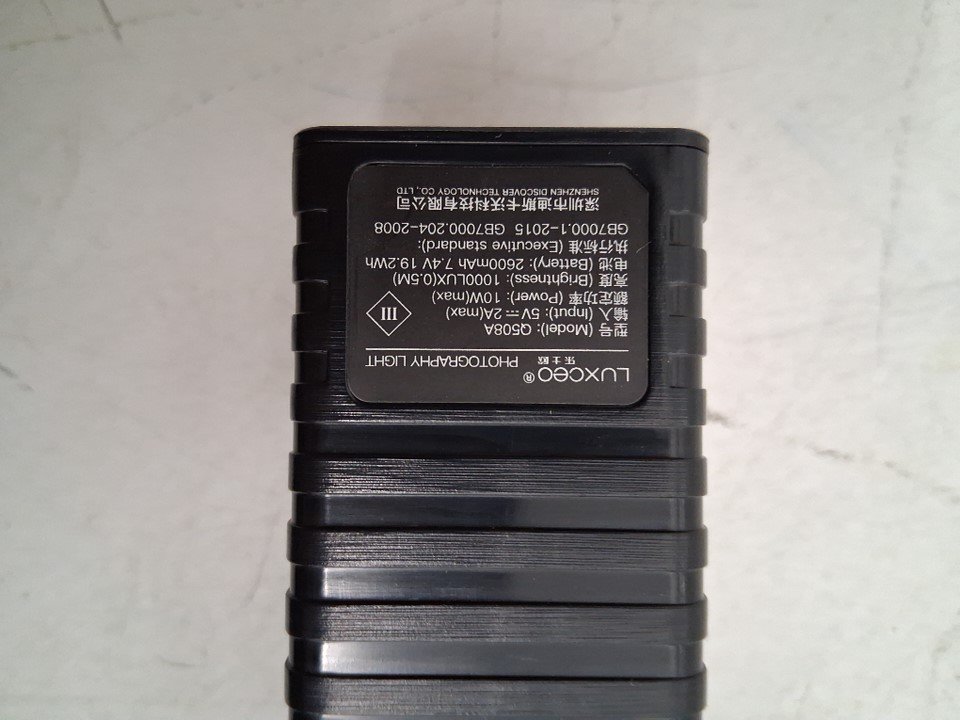 LUXCEO® 乐士欧 PHOTOGRAPHY LIGHT
型号 (Model): Q508A
输入 (Input): 5V ⎓ 2A(max)
额定功率 (Power): 10W(max)
亮度 (Brightness): 1000LUX(0.5M)
电池 (Battery): 2600mAh 7.4V 19.2Wh
执行标准 (Executive standard):
GB7000.1-2015 GB7000.204-2008
深圳市迪斯卡沃科技有限公司
SHENZHEN DISCOVER TECHNOLOGY CO., LTD
III